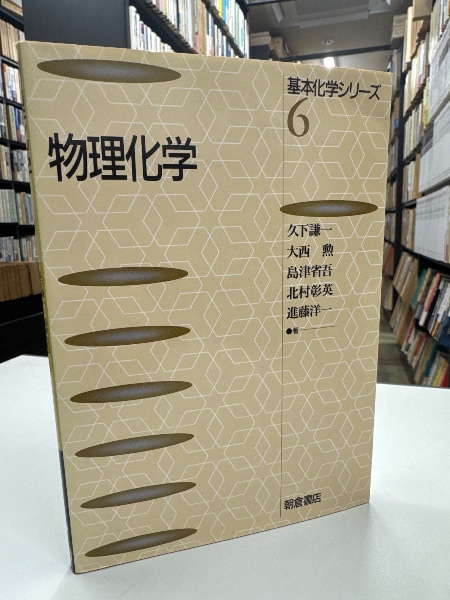 基本化学シリーズ
6
物理化学
久下謙一
大西 勲
島津省吾
北村彰英
進藤洋一
●著
朝倉書店